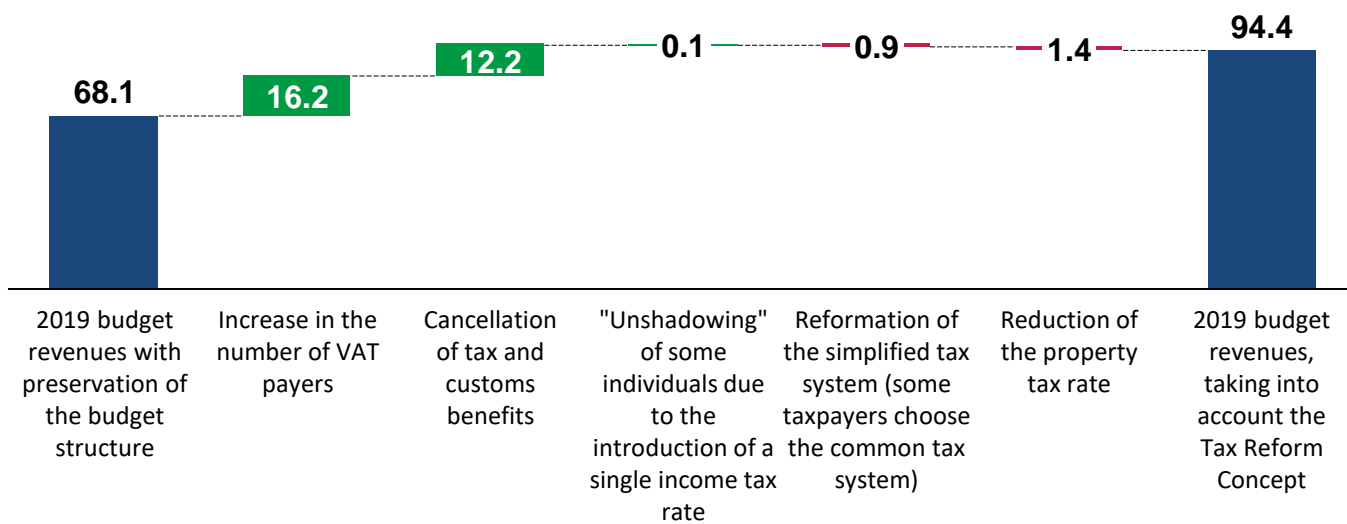 68.1
16.2
12.2
0.1
0.9
1.4
94.4
2019 budget
revenues with
preservation of
the budget
structure
Increase in the
number of VAT
payers
Cancellation
of tax and
customs
benefits
"Unshadowing"
of some
individuals due
to the
introduction of a
single income tax
rate
Reformation of
the simplified tax
system (some
taxpayers choose
the common tax
system)
Reduction of
the property
tax rate
2019 budget
revenues,
taking into
account the
Tax Reform
Concept